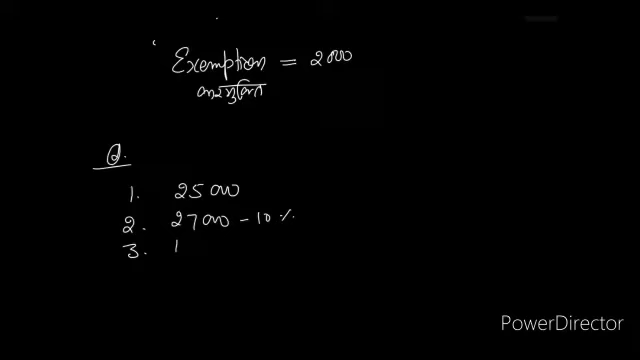 Exemption = 2000
অব্যাহতি
Q.
1. 25000
2. 27000 - 10%
3. 1
PowerDirector